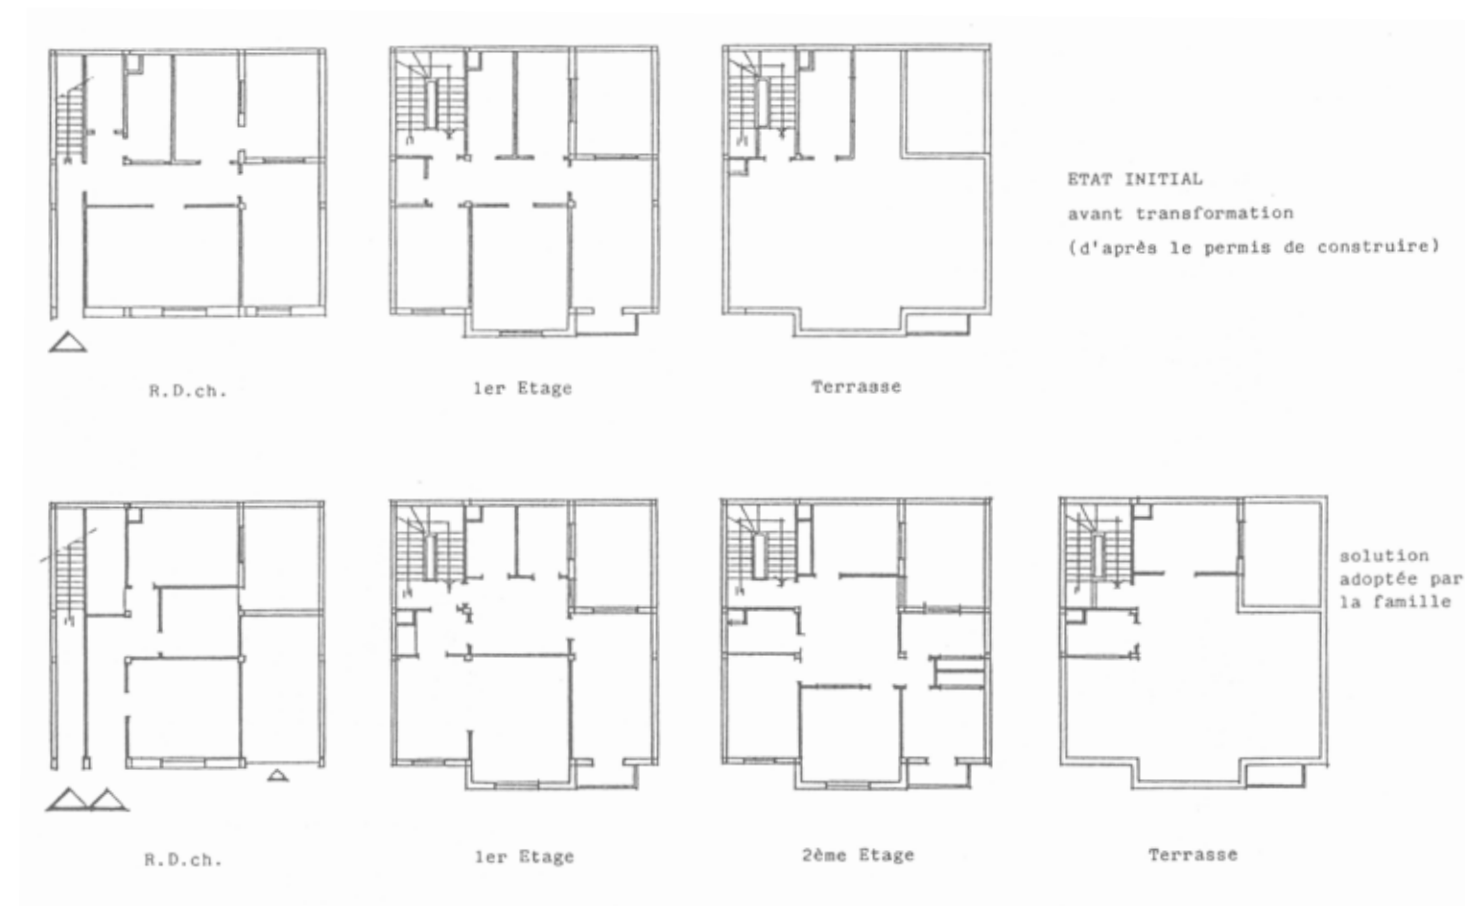 ETAT INITIAL
avant transformation
(d'après le permis de construire)
R.D.ch.
1er Etage
Terrasse
solution
adoptée par
la famille
R.D.ch.
1er Etage
2ème Etage
Terrasse